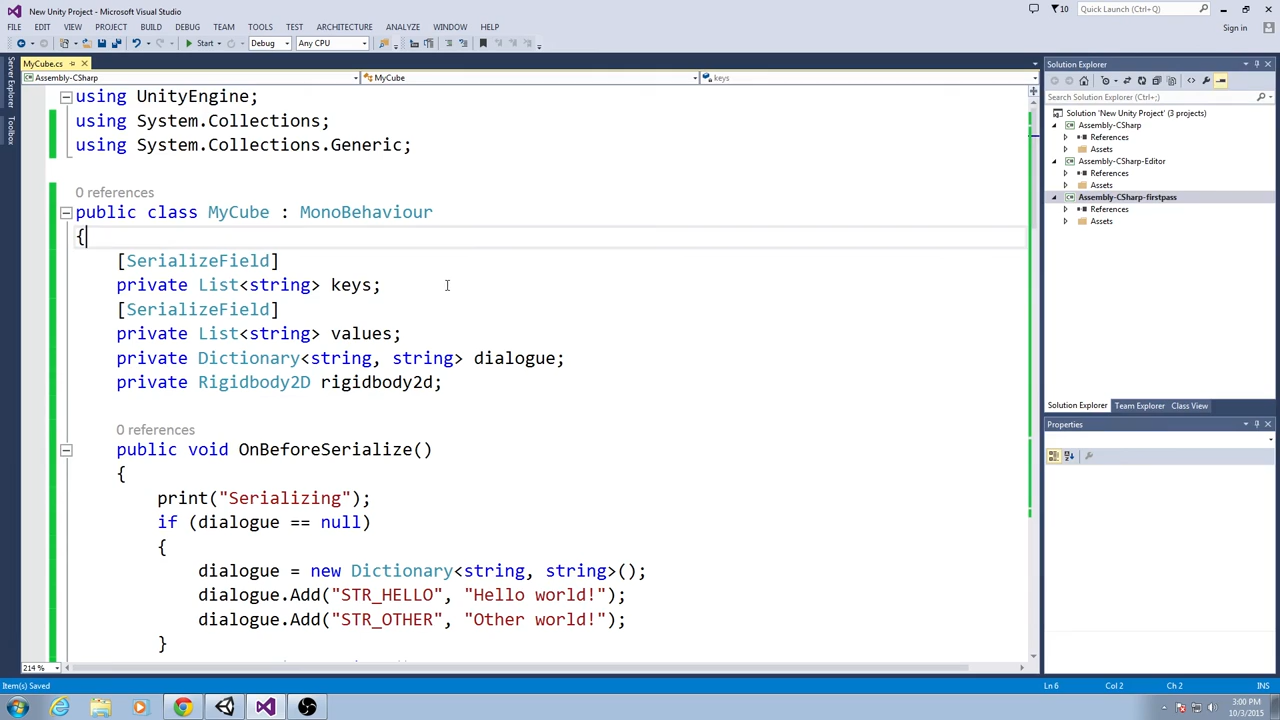 New Unity Project - Microsoft Visual Studio
10
Quick Launch (Ctrl+Q)
FILE EDIT VIEW PROJECT BUILD DEBUG TEAM TOOLS TEST ARCHITECTURE ANALYZE WINDOW HELP
Sign in
Start Debug Any CPU
Server Explorer
Toolbox
MyCube.cs
Assembly-CSharp MyCube keys
using UnityEngine;
using System.Collections;
using System.Collections.Generic;
0 references
public class MyCube : MonoBehaviour
{
[SerializeField]
private List<string> keys;
[SerializeField]
private List<string> values;
private Dictionary<string, string> dialogue;
private Rigidbody2D rigidbody2d;
0 references
public void OnBeforeSerialize()
{
print("Serializing");
if (dialogue == null)
{
dialogue = new Dictionary<string, string>();
dialogue.Add("STR_HELLO", "Hello world!");
dialogue.Add("STR_OTHER", "Other world!");
}
214 %
Solution Explorer
Search Solution Explorer (Ctrl+;)
Solution 'New Unity Project' (3 projects)
Assembly-CSharp
References
Assets
Assembly-CSharp-Editor
References
Assets
Assembly-CSharp-firstpass
References
Assets
Solution Explorer Team Explorer Class View
Properties
Item(s) Saved
Ln 6 Col 2 Ch 2 INS
3:00 PM
10/3/2015